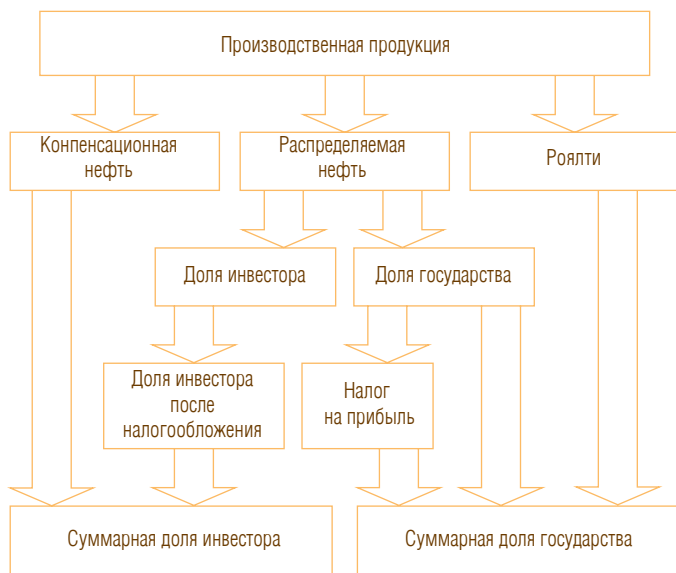 Производственная продукция
Конпенсационная
нефть
Распределяемая
нефть
Роялти
Доля инвестора
Доля государства
Доля инвестора
после
налогообложения
Налог
на прибыль
Суммарная доля инвестора
Суммарная доля государства